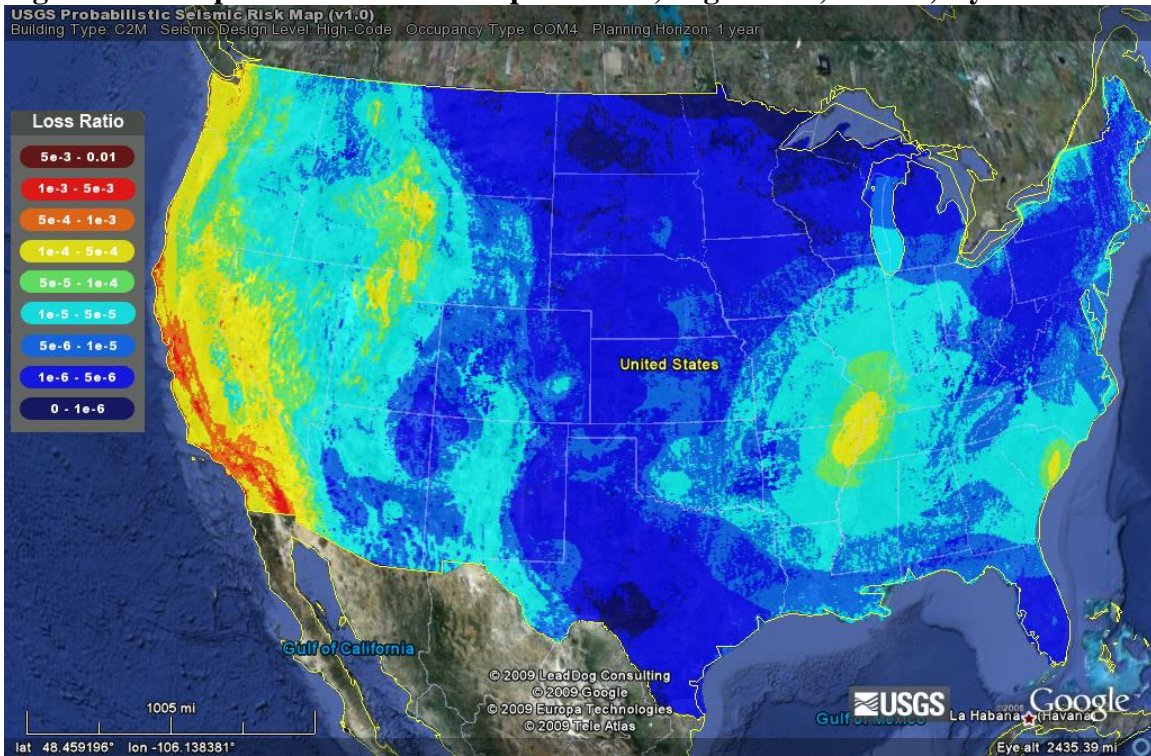 USGS Probabilistic Seismic Risk Map (v1.0)
Building Type: C2M Seismic Design Level: High-Code Occupancy Type: COM4 Planning Horizon: 1 year
Loss Ratio
5e-3 - 0.01
1e-3 - 5e-3
5e-4 - 1e-3
1e-4 - 5e-4
5e-5 - 1e-4
1e-5 - 5e-5
5e-6 - 1e-5
1e-6 - 5e-6
0 - 1e-6
United States
Gulf of California
© 2009 LeadDog Consulting
© 2009 Google
© 2009 Europa Technologies
© 2009 Tele Atlas
USGS
Google
Gulf of Mexico
La Habana (Havana)
1005 mi
lat 48.459196° lon -106.138381°
Eye alt 2435.39 mi